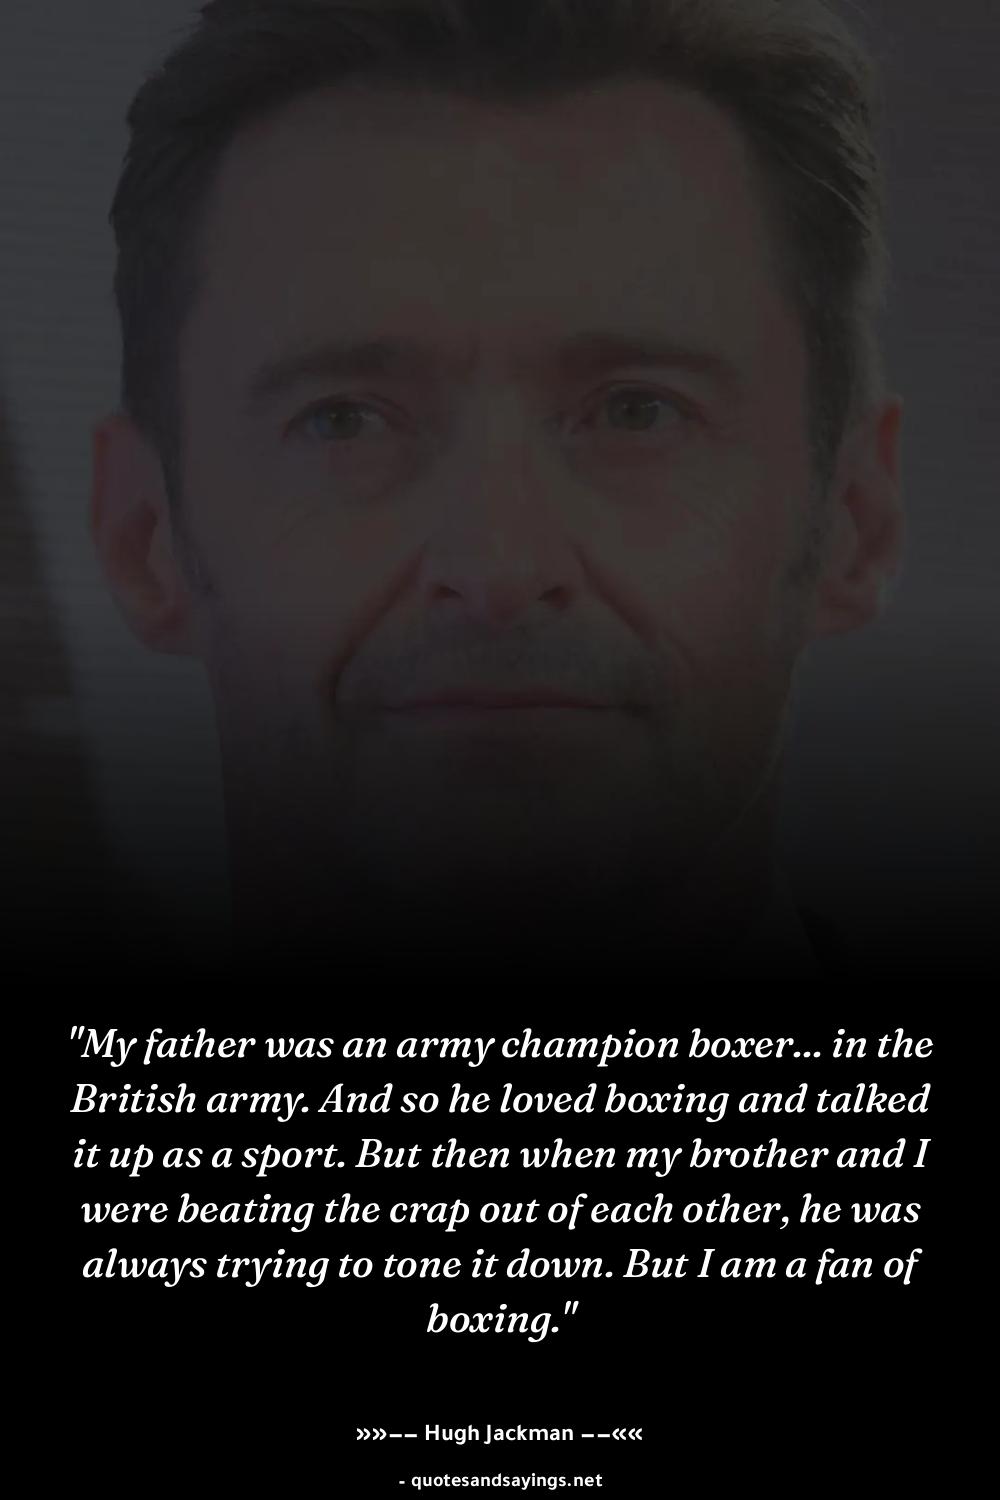 "My father was an army champion boxer... in the
British army. And so he loved boxing and talked
it up as a sport. But then when my brother and I
were beating the crap out of each other, he was
always trying to tone it down. But I am a fan of
boxing."
»»−− Hugh Jackman −−««
- quotesandsayings.net